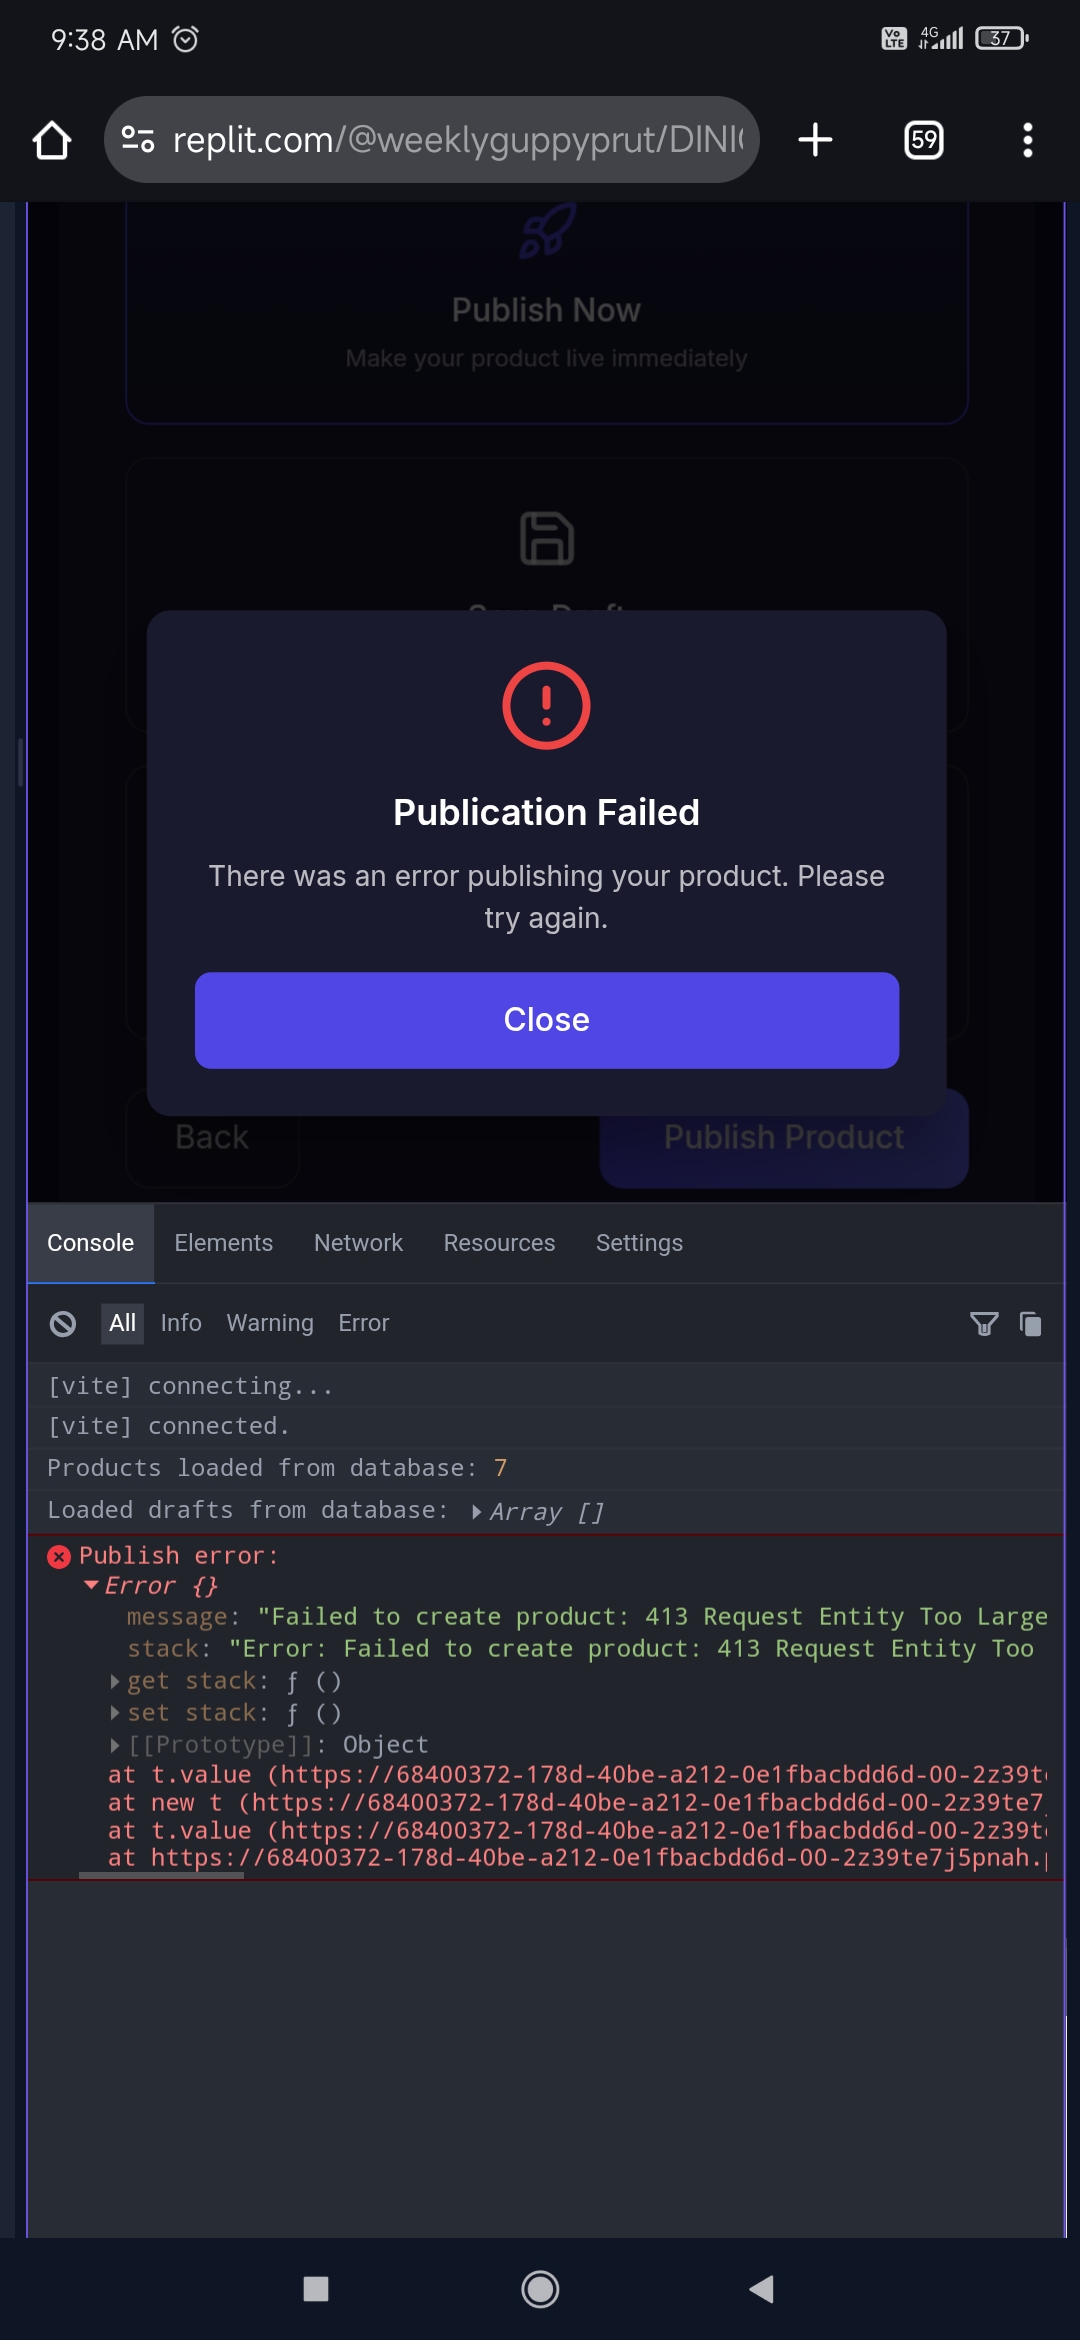 9:38 AM
Vo LTE 4G 37
replit.com/@weeklyguppyprut/DINI
59
Publish Now
Make your product live immediately
Save Draft
Publication Failed
There was an error publishing your product. Please
try again.
Close
Back
Publish Product
Console Elements Network Resources Settings
All Info Warning Error
[vite] connecting...
[vite] connected.
Products loaded from database: 7
Loaded drafts from database: Array []
Publish error:
Error {}
message: "Failed to create product: 413 Request Entity Too Large
stack: "Error: Failed to create product: 413 Request Entity Too
get stack: ƒ ()
set stack: ƒ ()
[[Prototype]]: Object
at t.value (https://68400372-178d-40be-a212-0e1fbacbdd6d-00-2z39t
at new t (https://68400372-178d-40be-a212-0e1fbacbdd6d-00-2z39te7
at t.value (https://68400372-178d-40be-a212-0e1fbacbdd6d-00-2z39t
at https://68400372-178d-40be-a212-0e1fbacbdd6d-00-2z39te7j5pnah.